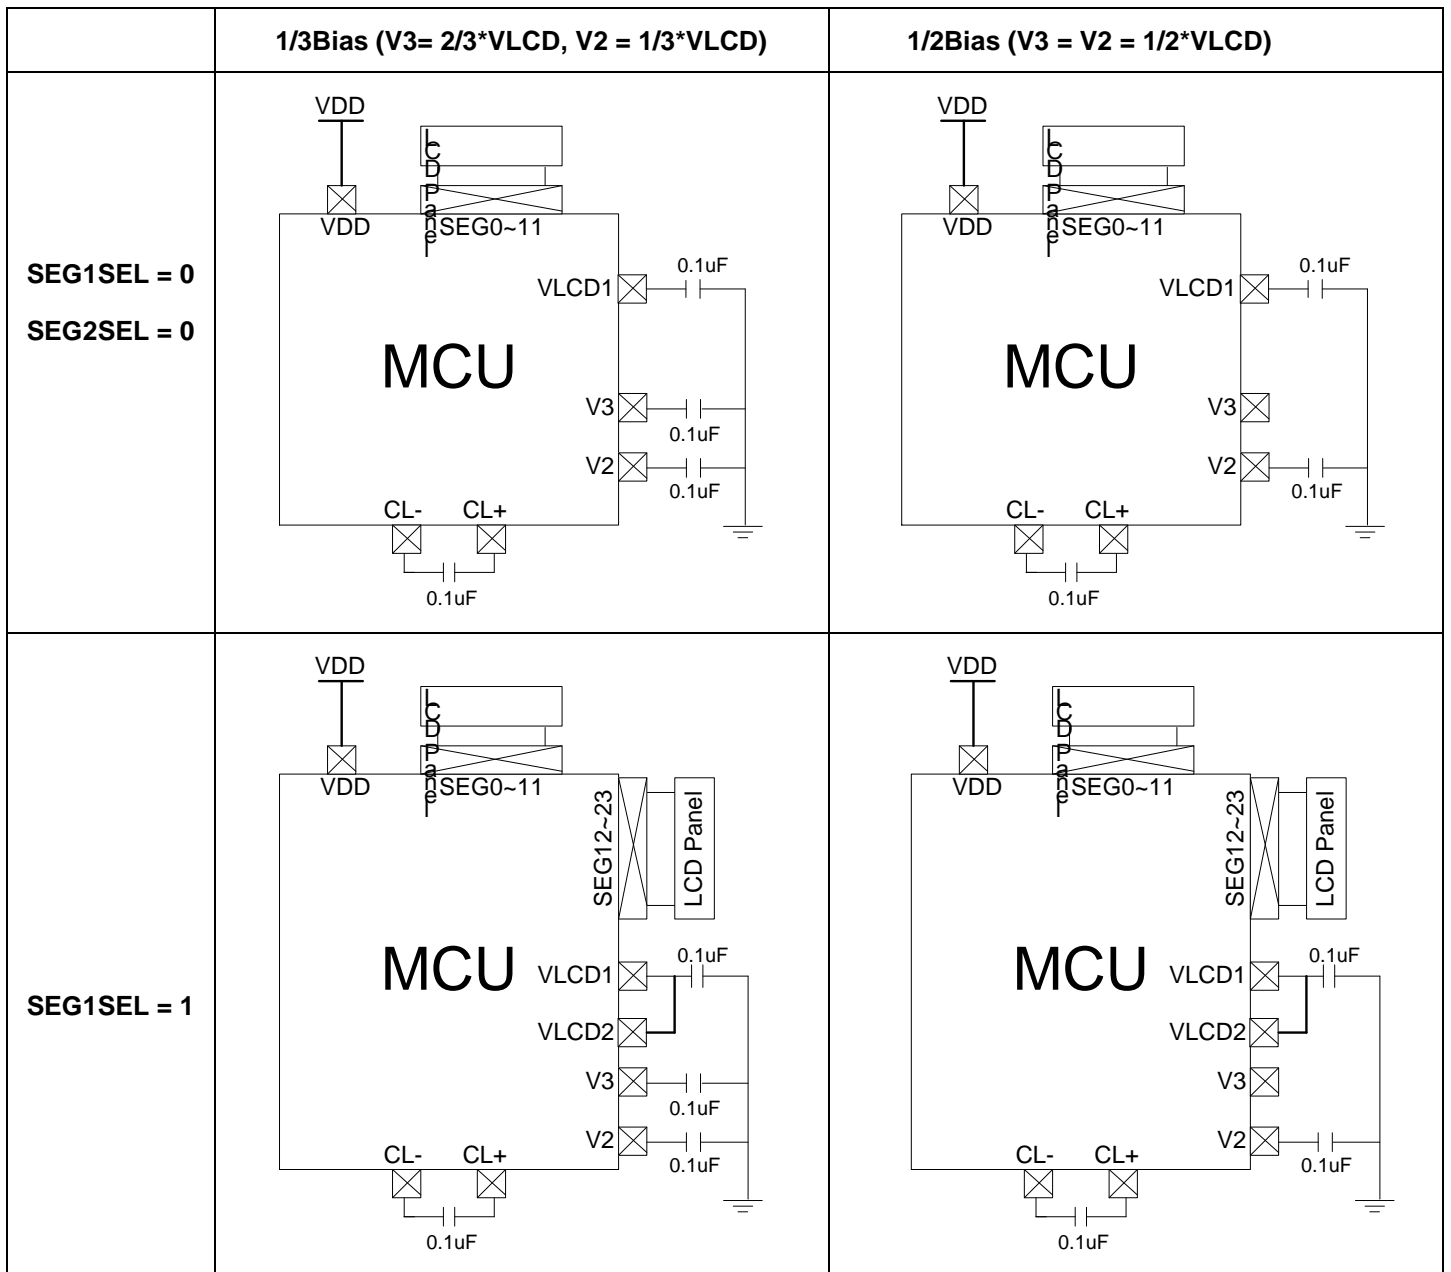 1/3Bias (V3= 2/3*VLCD, V2 = 1/3*VLCD)
1/2Bias (V3 = V2 = 1/2*VLCD)
SEG1SEL = 0
SEG2SEL = 0
VDD
LCD Panel
VDD
SEG0~11
VLCD1
0.1uF
MCU
V3
0.1uF
V2
0.1uF
CL-
CL+
0.1uF
VDD
LCD Panel
VDD
SEG0~11
VLCD1
0.1uF
MCU
V3
V2
0.1uF
CL-
CL+
0.1uF
SEG1SEL = 1
VDD
LCD Panel
VDD
SEG0~11
SEG12~23
LCD Panel
MCU
VLCD1
0.1uF
VLCD2
V3
0.1uF
V2
0.1uF
CL-
CL+
0.1uF
VDD
LCD Panel
VDD
SEG0~11
SEG12~23
LCD Panel
MCU
VLCD1
0.1uF
VLCD2
V3
V2
0.1uF
CL-
CL+
0.1uF